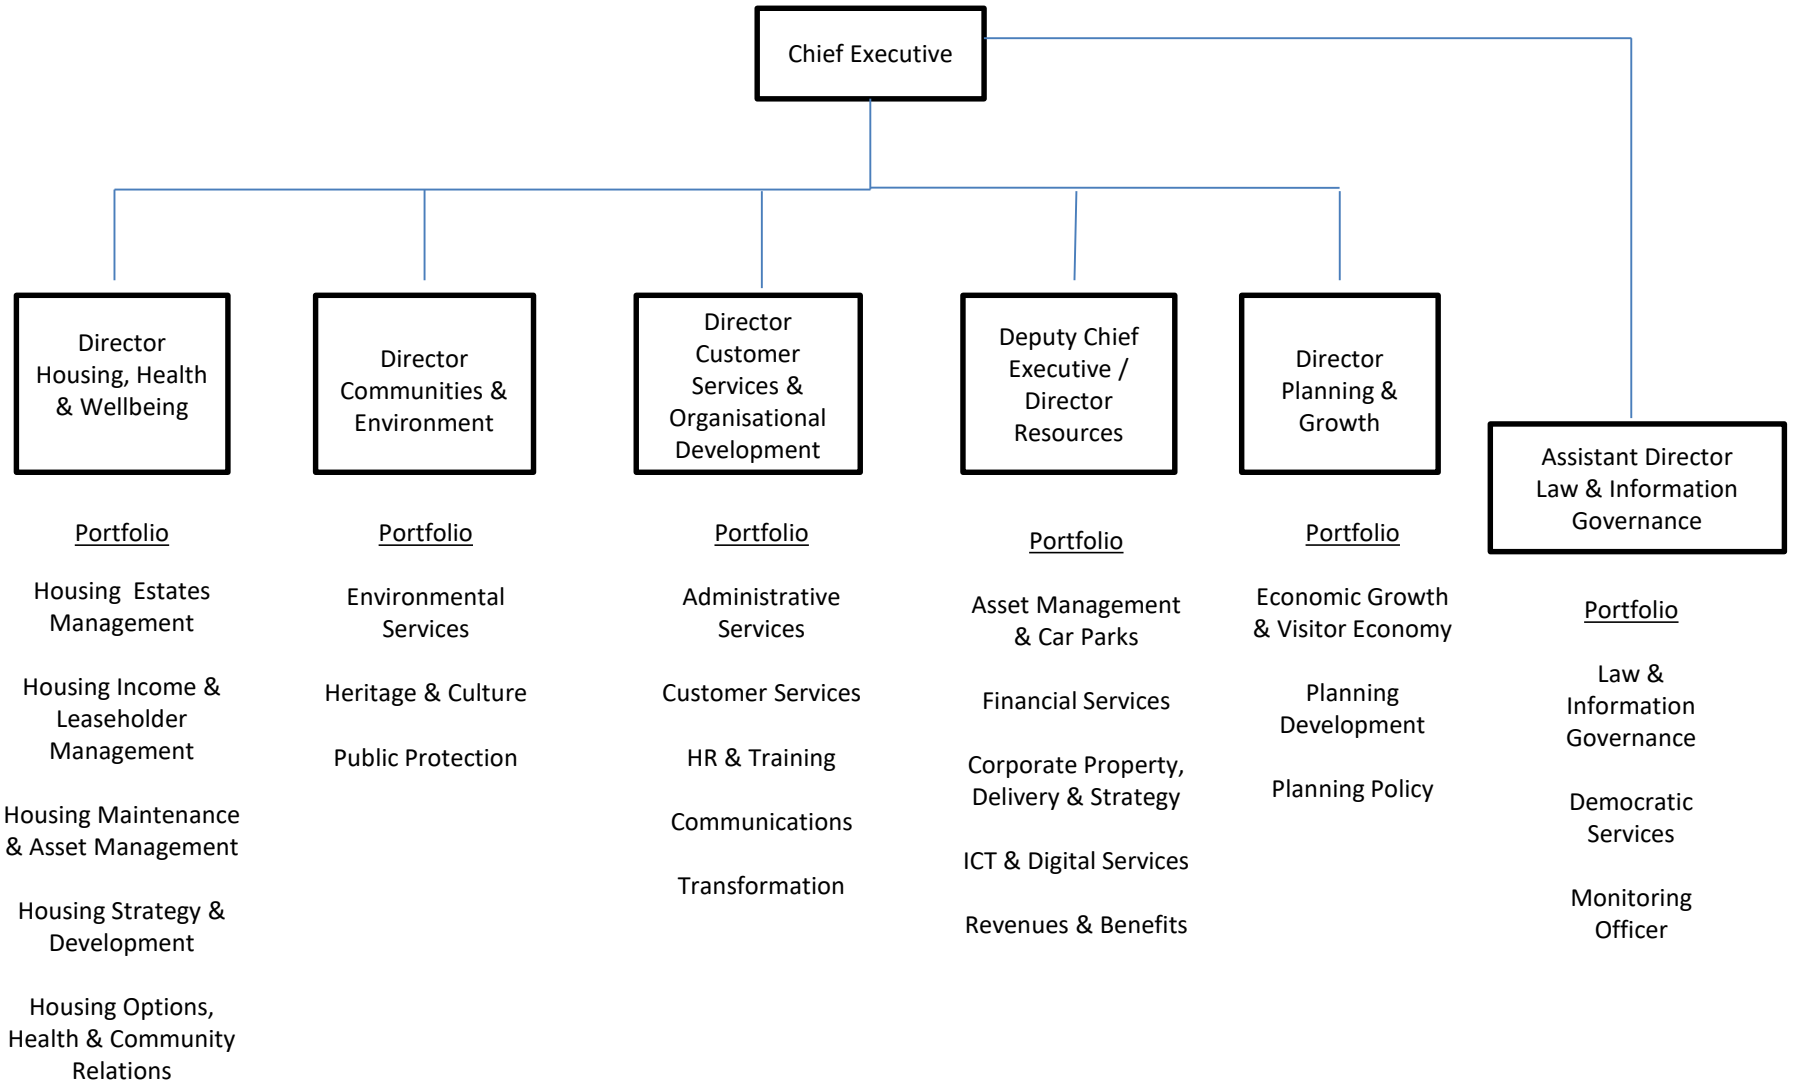 Chief Executive
Director
Housing, Health
& Wellbeing
Director
Communities &
Environment
Director
Customer
Services &
Organisational
Development
Deputy Chief
Executive /
Director
Resources
Director
Planning &
Growth
Assistant Director
Law & Information
Governance
Portfolio
Housing  Estates
Management
Housing Income &
Leaseholder
Management
Housing Maintenance
& Asset Management
Housing Strategy &
Development
Housing Options,
Health & Community
Relations
Portfolio
Environmental
Services
Heritage & Culture
Public Protection
Portfolio
Administrative
Services
Customer Services
HR & Training
Communications
Transformation
Portfolio
Asset Management
& Car Parks
Financial Services
Corporate Property,
Delivery & Strategy
ICT & Digital Services
Revenues & Benefits
Portfolio
Economic Growth
& Visitor Economy
Planning
Development
Planning Policy
Portfolio
Law &
Information
Governance
Democratic
Services
Monitoring
Officer